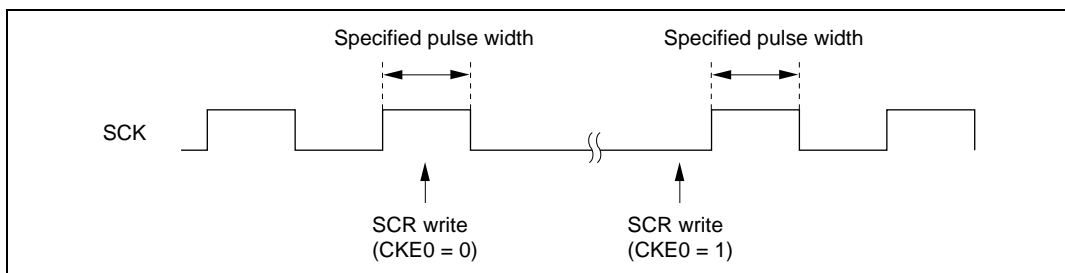 Specified pulse width
Specified pulse width
SCK
SCR write
(CKE0 = 0)
SCR write
(CKE0 = 1)